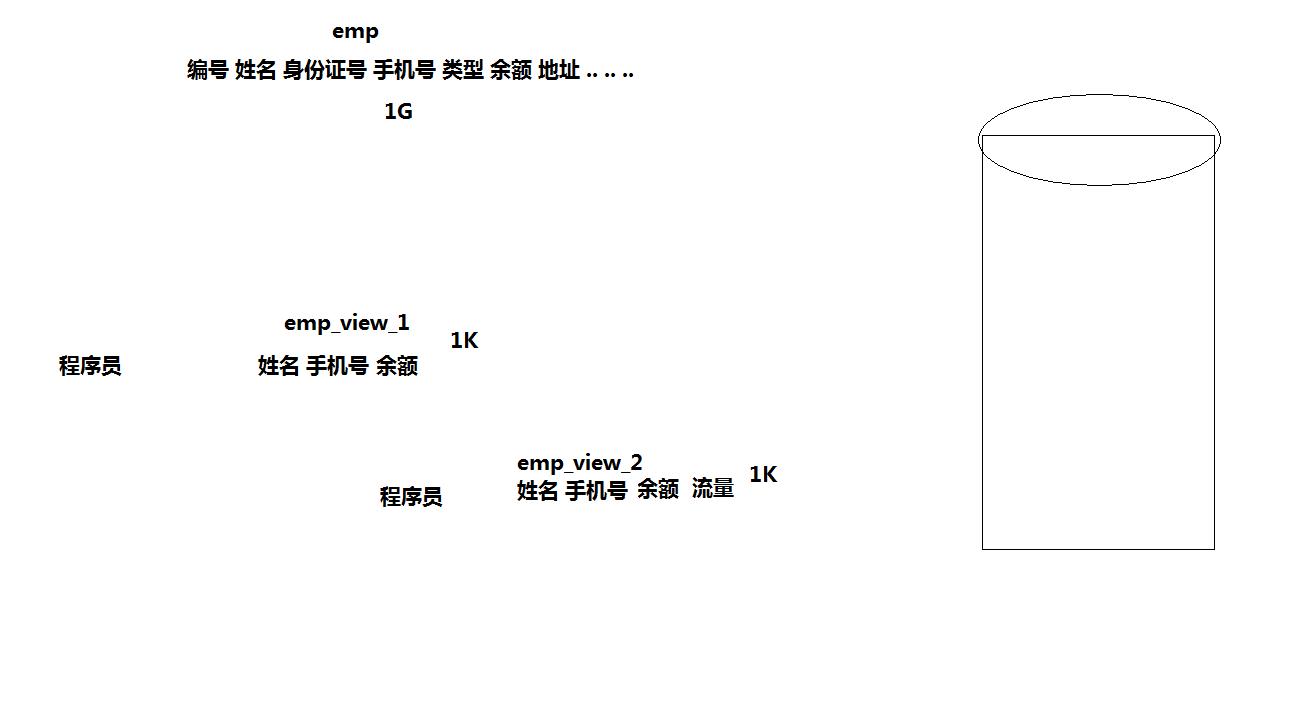 emp
编号 姓名 身份证号 手机号 类型 余额 地址 .. .. ..
1G
emp_view_1
1K
程序员
姓名 手机号 余额
emp_view_2
1K
程序员
姓名 手机号 余额 流量